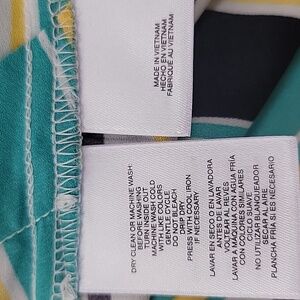 MADE IN VIETNAM
HECHO EN VIETNAM
FABRIQUÉ AU VIETNAM
DRY CLEAN OR MACHINE WASH:
BEFORE WASHING
TURN INSIDE OUT
MACHINE WASH COLD
WITH LIKE COLORS
GENTLE CYCLE
DO NOT BLEACH
DRIP DRY
PRESS WITH COOL IRON,
IF NECESSARY
LAVAR EN SECO O EN LAVADORA
ANTES DE LAVAR
VOLTEAR AL REVÉS
LAVAR A MAQUINA CON AGUA FRÍA
CON COLORES SIMILARES
CICLO SUAVE
NO UTILIZAR BLANQUEADOR
SECAR AL AIRE
PLANCHA FRÍA SI ES NECESARIO